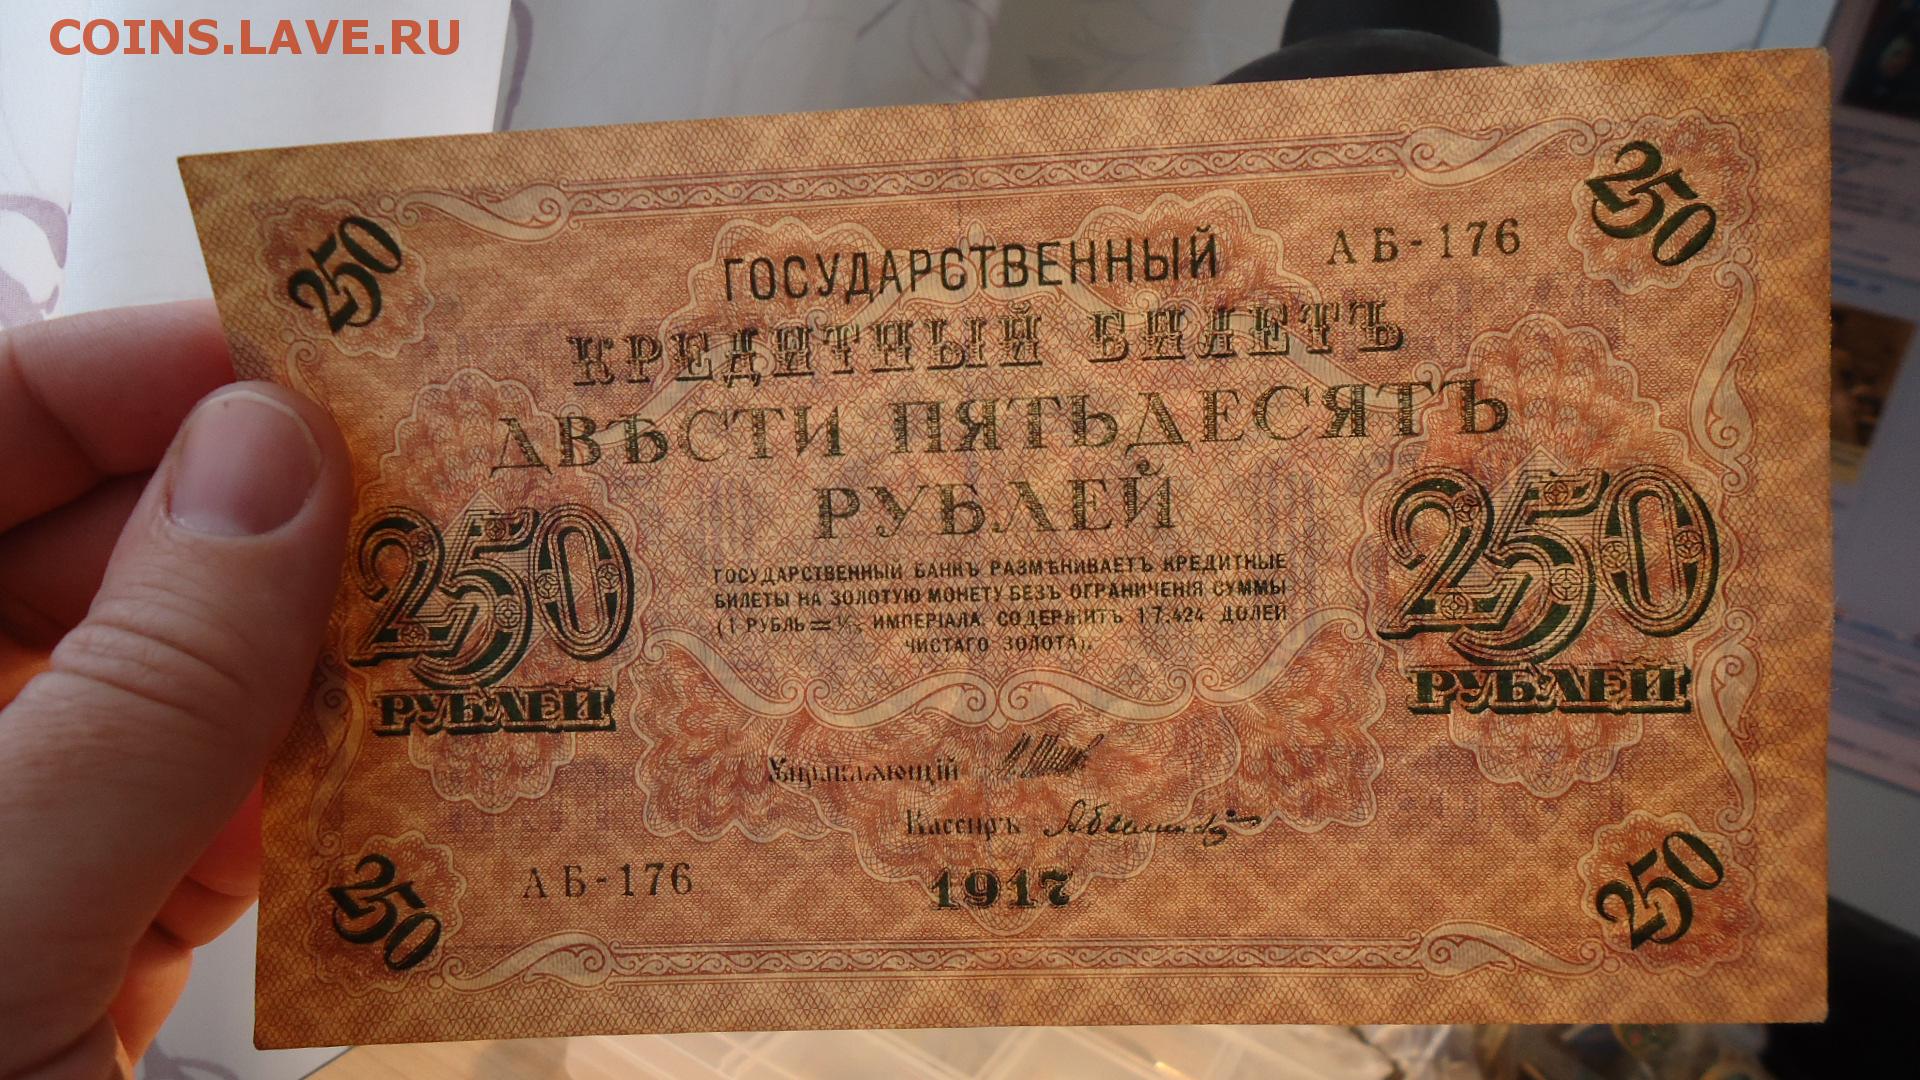 COINS.LAVE.RU
250
250
ГОСУДАРСТВЕННЫЙ
АБ-176
КРЕДИТНЫЙ БИЛЕТЪ
ДВѢСТИ ПЯТЬДЕСЯТЪ
РУБЛЕЙ
250
РУБЛЕЙ
250
РУБЛЕЙ
ГОСУДАРСТВЕННЫЙ БАНКЪ РАЗМѢНИВАЕТЪ КРЕДИТНЫЕ
БИЛЕТЫ НА ЗОЛОТУЮ МОНЕТУ БЕЗЪ ОГРАНИЧЕНІЯ СУММЫ
(1 РУБЛЬ = 1/15 ИМПЕРІАЛА, СОДЕРЖИТЪ 17,424 ДОЛЕЙ
ЧИСТАГО ЗОЛОТА).
Управляющій
Кассиръ
АБ-176
1917
250
250